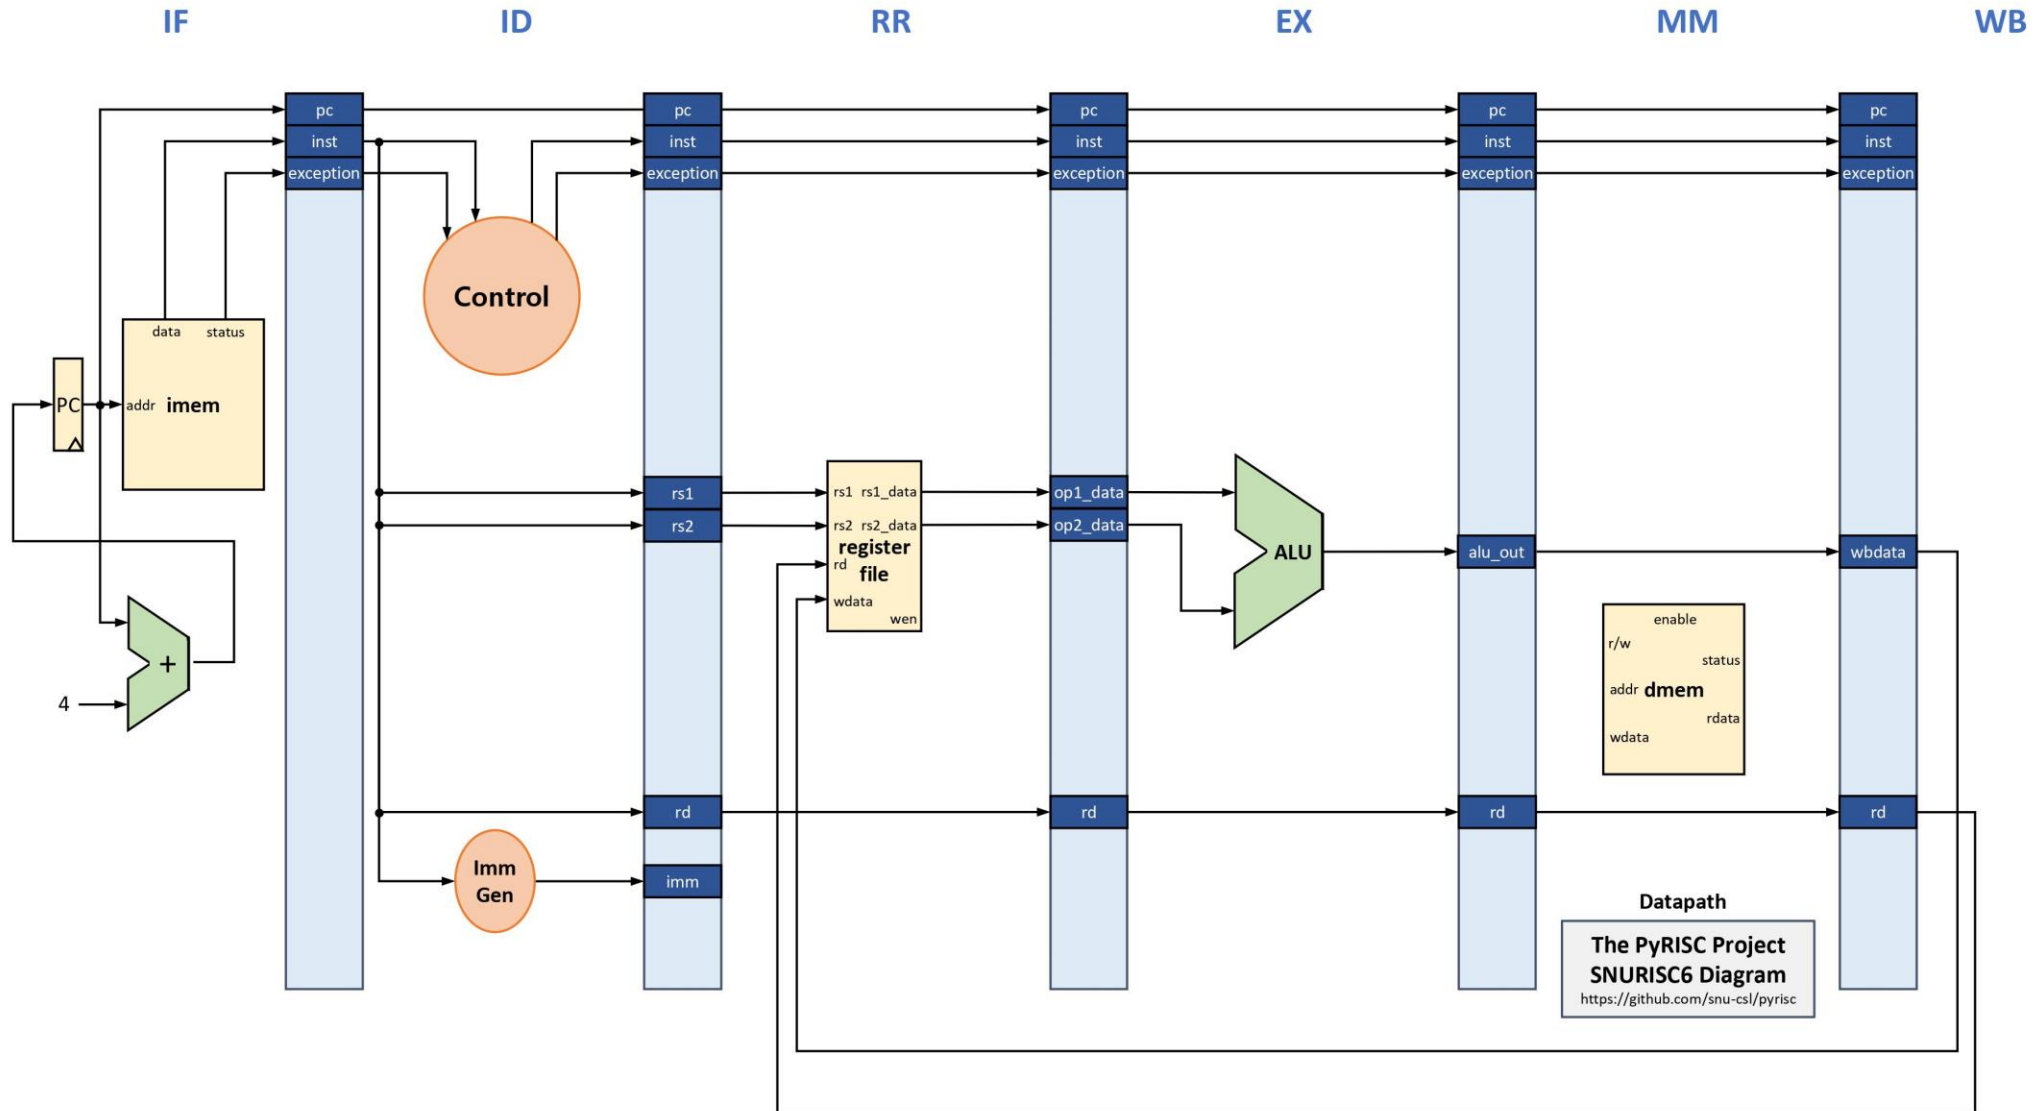 IF ID RR EX MM WB
pc pc pc pc pc
inst inst inst inst inst
exception exception exception exception exception
Control
data status
PC
addr imem
+
4
rs1
rs2
rs1 rs1_data
rs2 rs2_data
register
file
rd
wdata
wen
op1_data
op2_data
ALU
alu_out
wbdata
enable
r/w
status
addr dmem
rdata
wdata
rd rd rd rd
Imm
Gen
imm
Datapath
The PyRISC Project
SNURISC6 Diagram
https://github.com/snu-csl/pyrisc